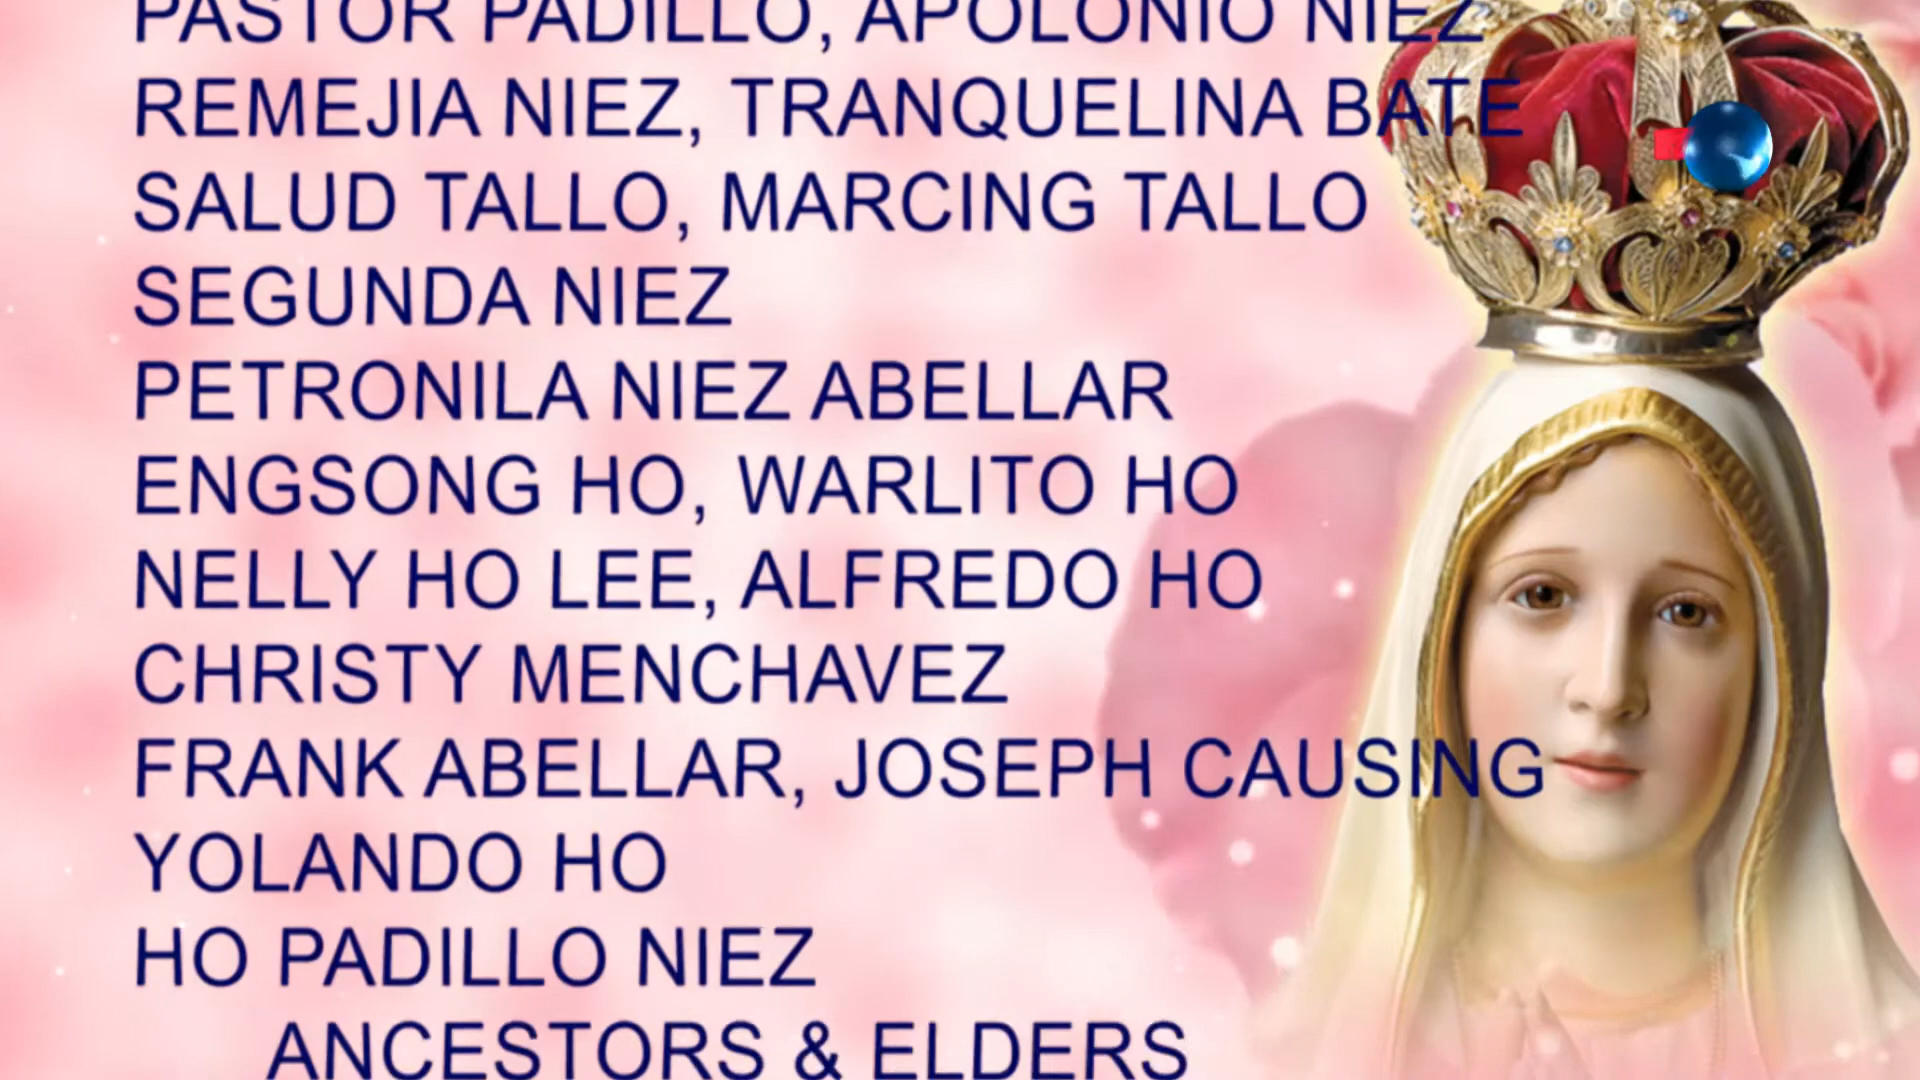 PASTOR PADILLO, APOLONIO NIEZ
REMEJIA NIEZ, TRANQUELINA BATE
SALUD TALLO, MARCING TALLO
SEGUNDA NIEZ
PETRONILA NIEZ ABELLAR
ENGSONG HO, WARLITO HO
NELLY HO LEE, ALFREDO HO
CHRISTY MENCHAVEZ
FRANK ABELLAR, JOSEPH CAUSING
YOLANDO HO
HO PADILLO NIEZ
ANCESTORS & ELDERS